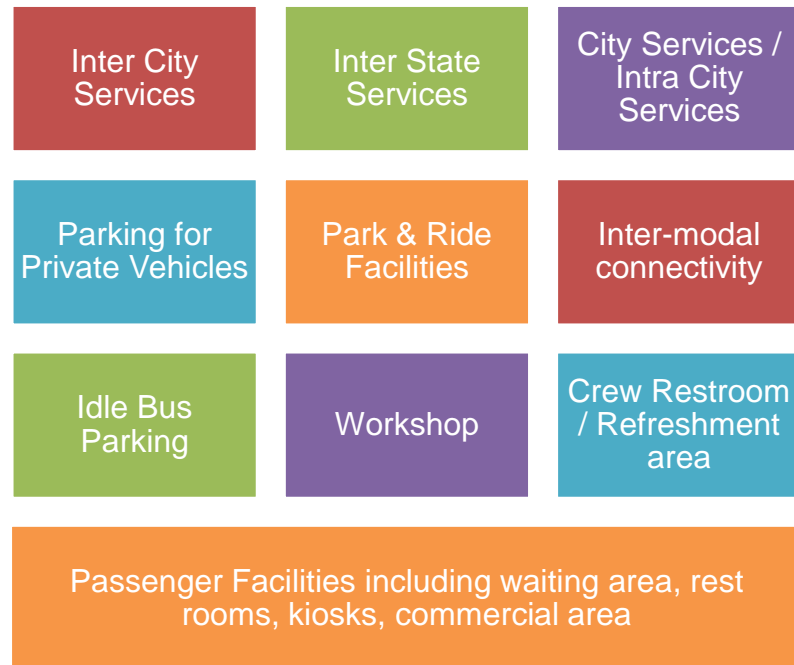 Inter City
Services
Inter State
Services
City Services /
Intra City
Services
Parking for
Private Vehicles
Park & Ride
Facilities
Inter-modal
connectivity
Idle Bus
Parking
Workshop
Crew Restroom
/ Refreshment
area
Passenger Facilities including waiting area, rest
rooms, kiosks, commercial area